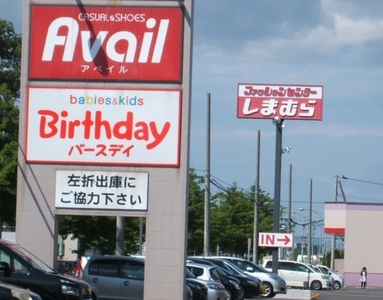 CASUAL&SHOES
Avail
アベイル
babies&kids
Birthday
バースデイ
左折出庫に
ご協力下さい
ファッションセンター
しまむら
IN→